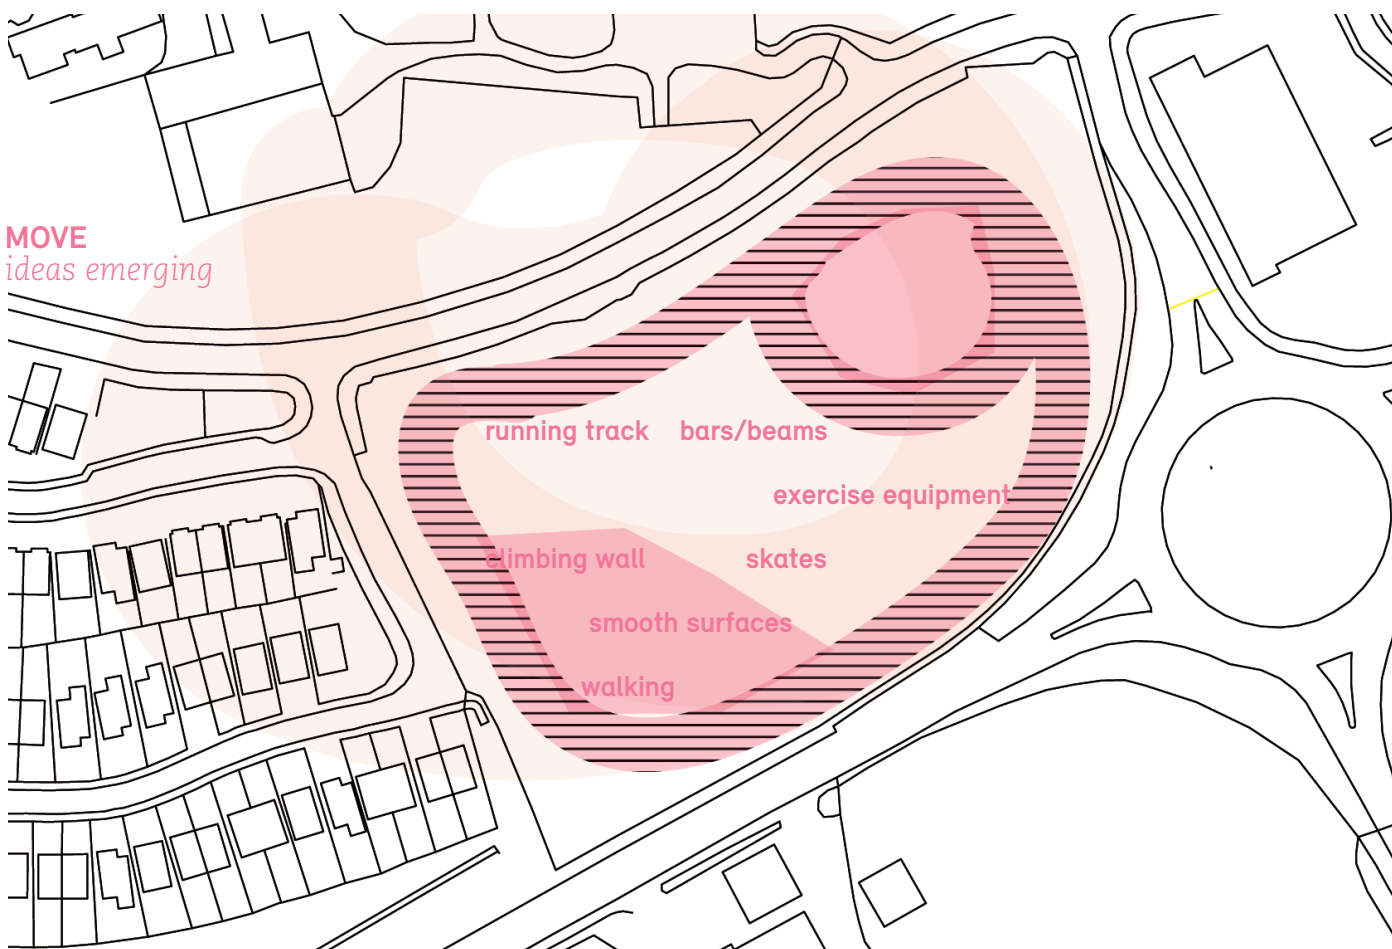 MOVE
ideas emerging
running track bars/beams
exercise equipment
climbing wall skates
smooth surfaces
walking